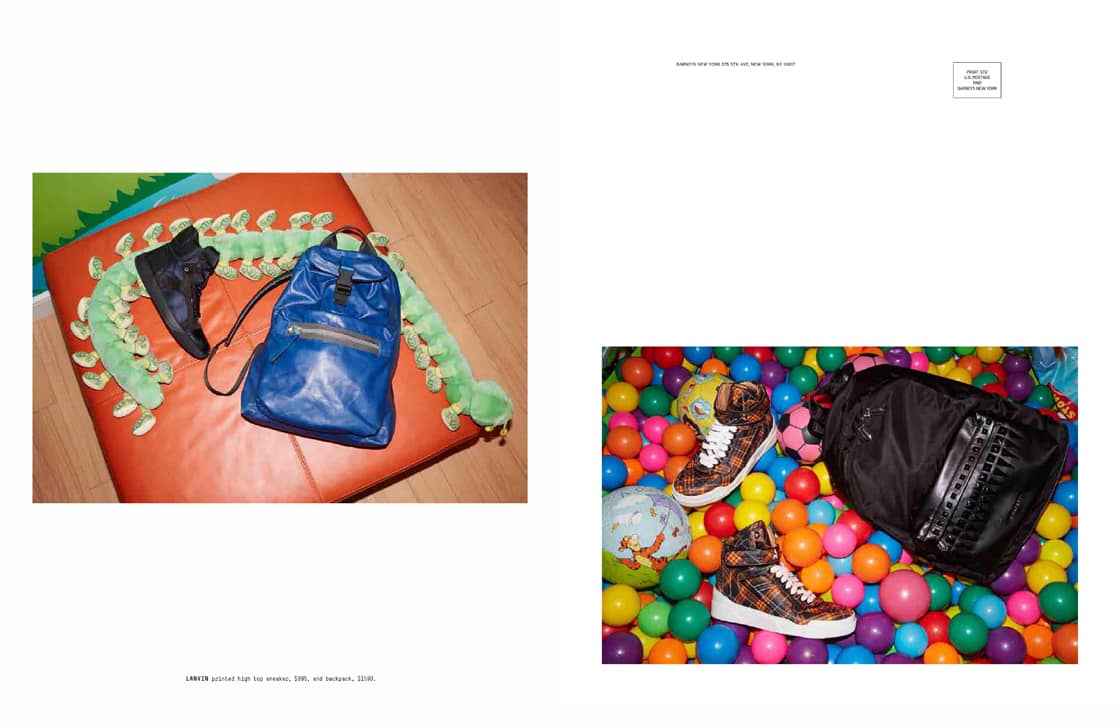 BARNEYS NEW YORK 575 5TH AVE, NEW YORK, NY 10017
PRSRT STD
U.S. POSTAGE
PAID
BARNEYS NEW YORK
LANVIN printed high top sneaker, $895, and backpack, $1590.